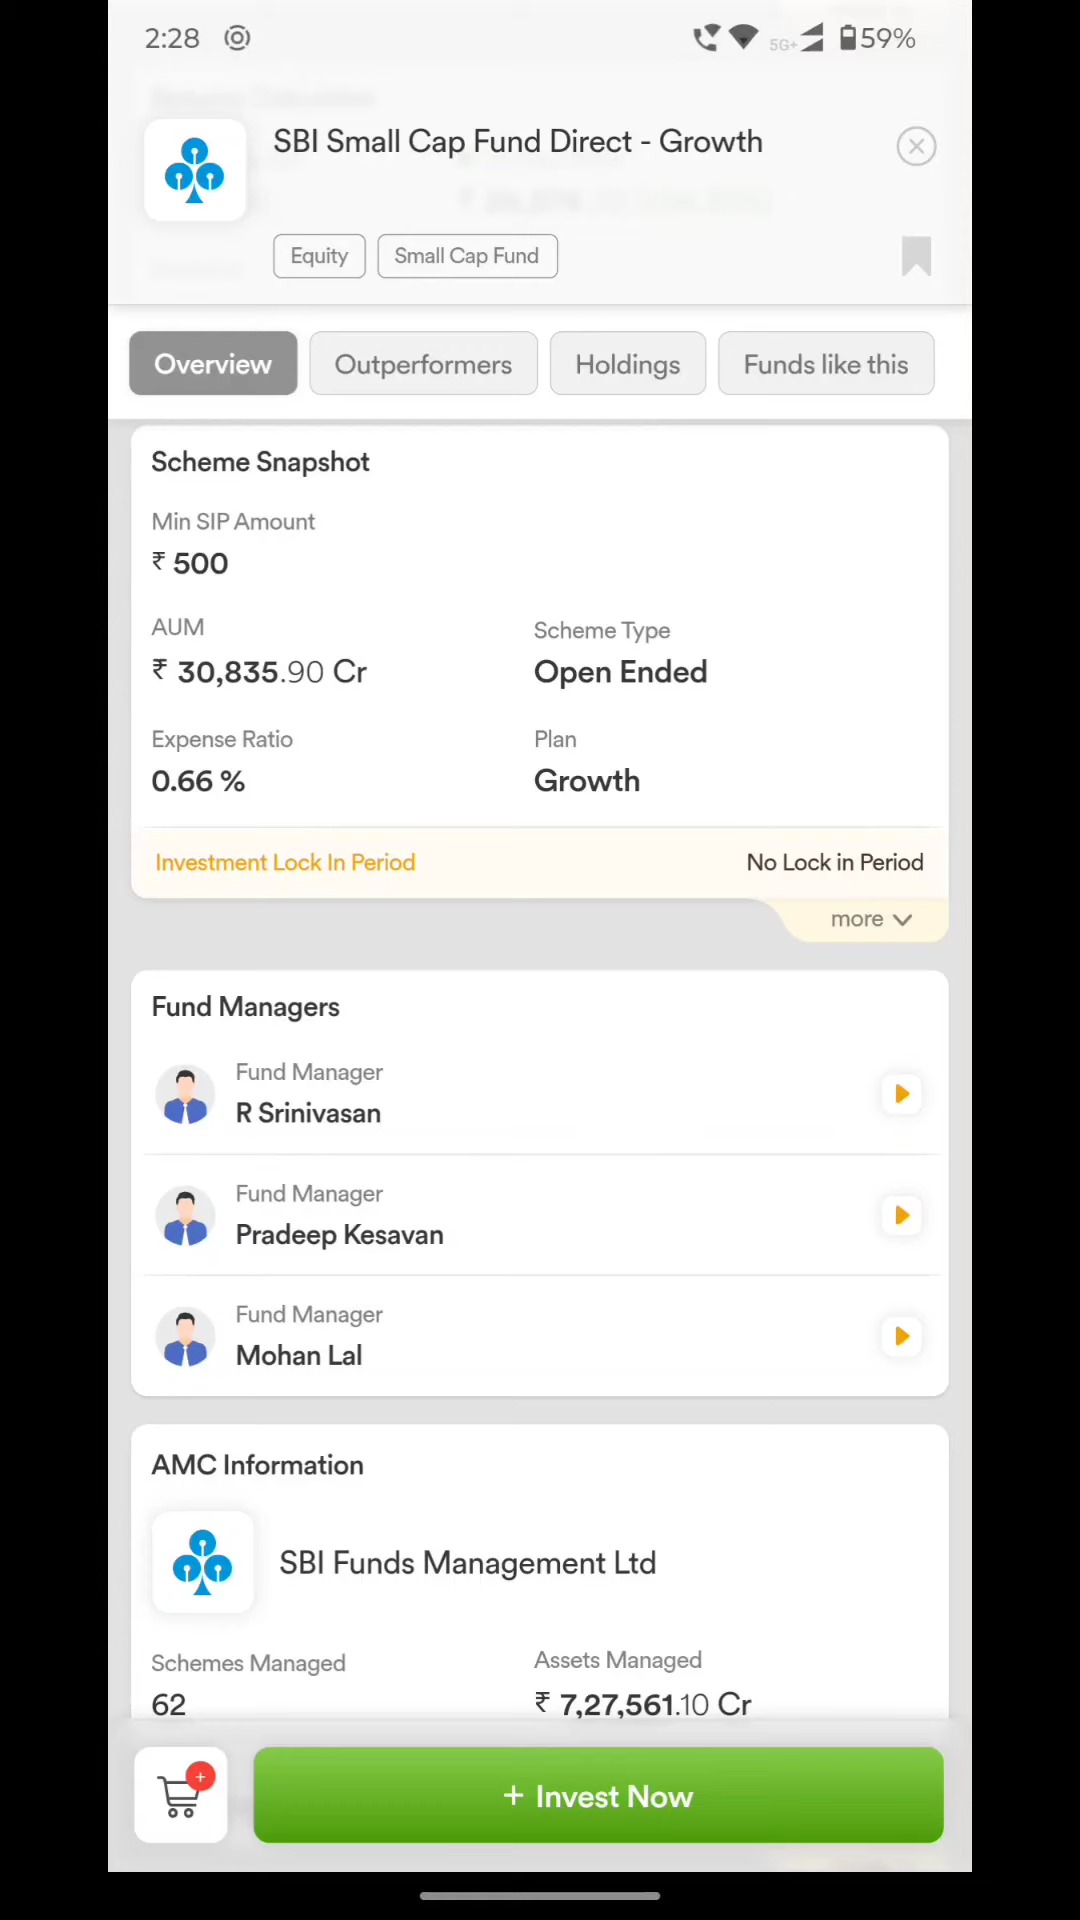 2:28
5G+
59%
SBI Small Cap Fund Direct - Growth
Equity
Small Cap Fund
Overview
Outperformers
Holdings
Funds like this
Scheme Snapshot
Min SIP Amount
₹ 500
AUM
Scheme Type
₹ 30,835.90 Cr
Open Ended
Expense Ratio
Plan
0.66 %
Growth
Investment Lock In Period
No Lock in Period
more
Fund Managers
Fund Manager
R Srinivasan
Fund Manager
Pradeep Kesavan
Fund Manager
Mohan Lal
AMC Information
SBI Funds Management Ltd
Schemes Managed
Assets Managed
62
₹ 7,27,561.10 Cr
+ Invest Now